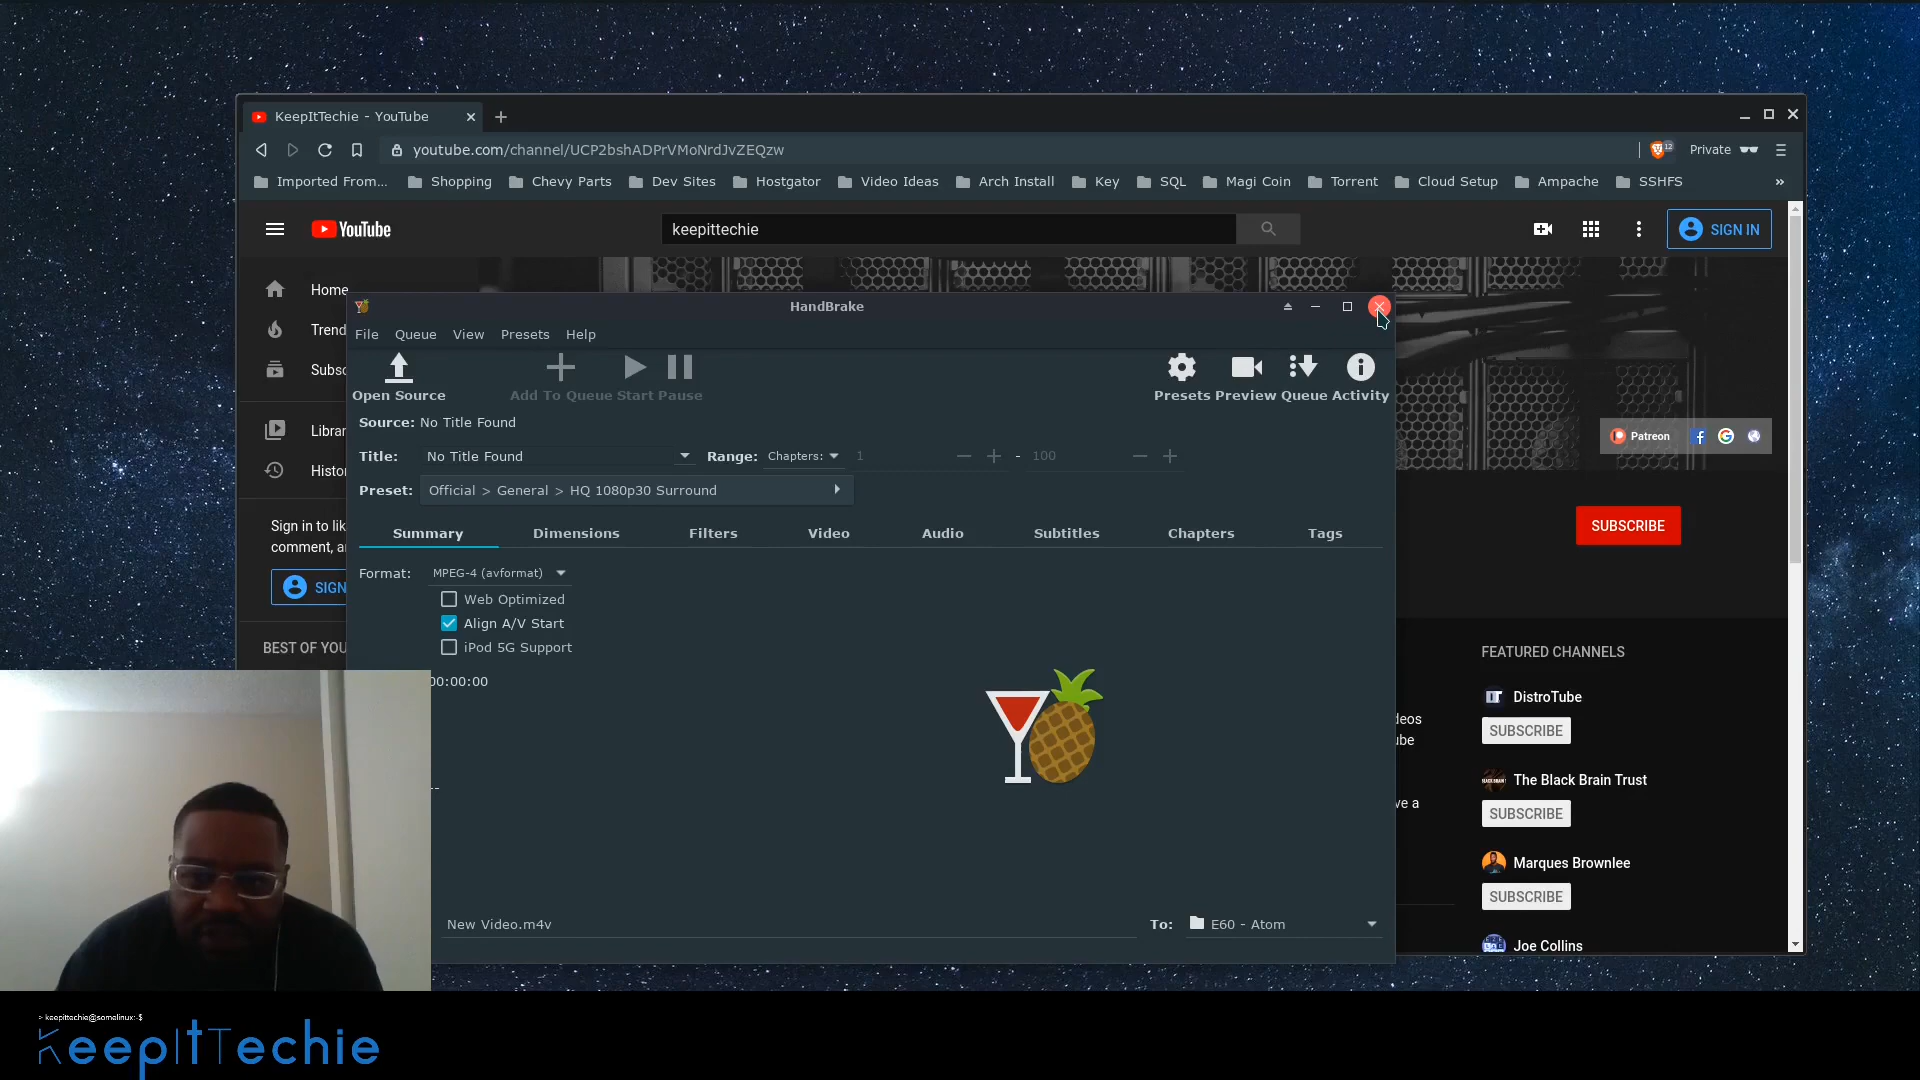 KeepItTechie - YouTube
youtube.com/channel/UCP2bshADPrVMoNrdJvZEQzw
12
Private
Imported From...
Shopping
Chevy Parts
Dev Sites
Hostgator
Video Ideas
Arch Install
Key
SQL
Magi Coin
Torrent
Cloud Setup
Ampache
SSHFS
»
YouTube
keepittechie
SIGN IN
Home
Trend
Subsc
Librar
Histor
Sign in to lik
comment, a
SIGN
BEST OF YOU
Patreon
SUBSCRIBE
HandBrake
File
Queue
View
Presets
Help
Open Source
Add To Queue
Start
Pause
Presets
Preview
Queue
Activity
Source: No Title Found
Title: No Title Found
Range: Chapters: 1 - 100
Preset: Official > General > HQ 1080p30 Surround
Summary
Dimensions
Filters
Video
Audio
Subtitles
Chapters
Tags
Format: MPEG-4 (avformat)
Web Optimized
Align A/V Start
iPod 5G Support
00:00:00
--
New Video.m4v
To: E60 - Atom
FEATURED CHANNELS
DistroTube
SUBSCRIBE
The Black Brain Trust
SUBSCRIBE
Marques Brownlee
SUBSCRIBE
Joe Collins
deos
ube
ve a
> keepittechie@somelinux:-$
KeepItTechie